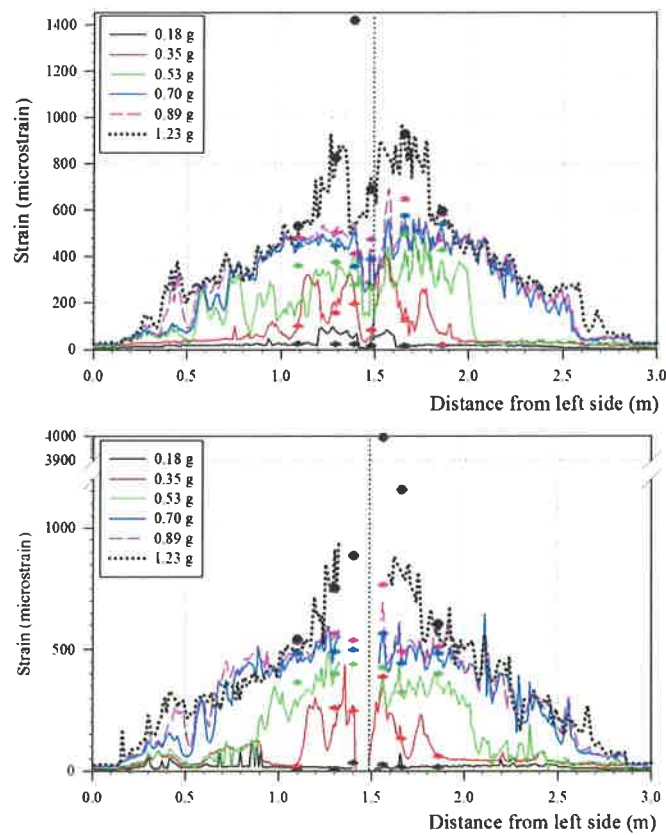 1400
1200
1000
800
600
400
200
0
Strain (microstrain)
0.18 g
0.35 g
0.53 g
0.70 g
0.89 g
1.23 g
0.0 0.5 1.0 1.5 2.0 2.5 3.0
Distance from left side (m)
4000
3900
1000
500
0
Strain (microstrain)
0.18 g
0.35 g
0.53 g
0.70 g
0.89 g
1.23 g
0.0 0.5 1.0 1.5 2.0 2.5 3.0
Distance from left side (m)